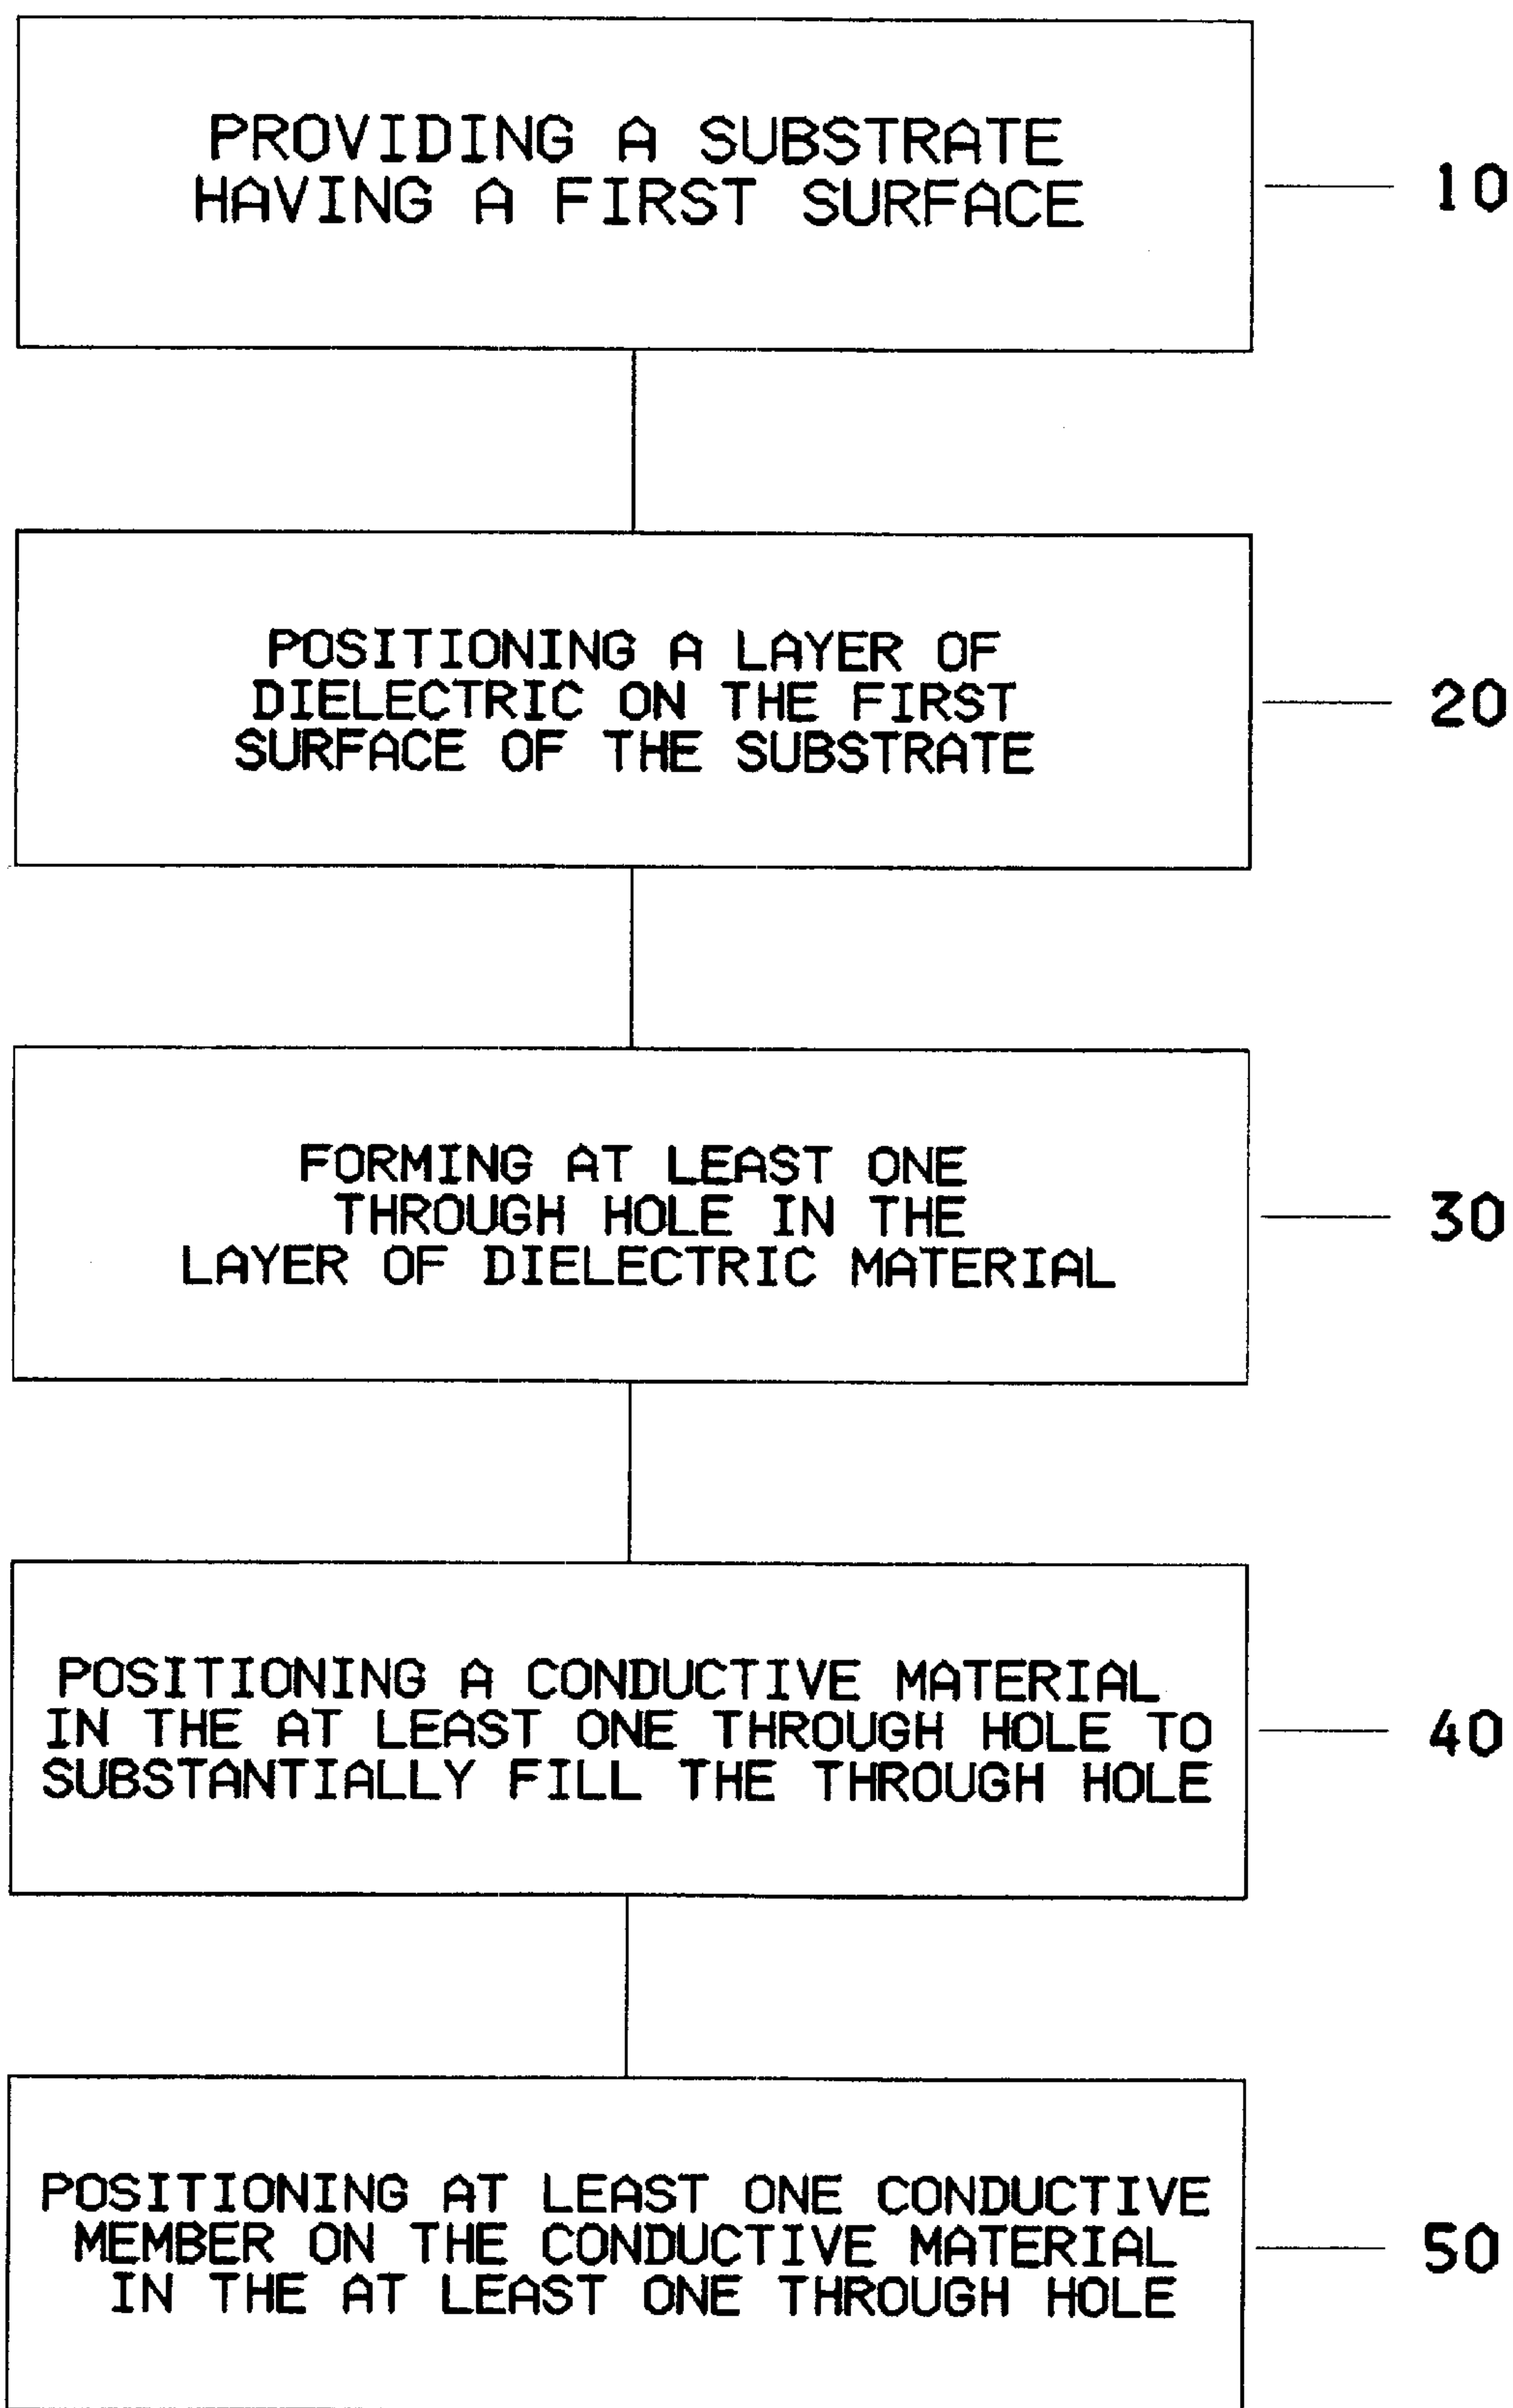 PROVIDING A SUBSTRATE
HAVING A FIRST SURFACE
10
POSITIONING A LAYER OF
DIELECTRIC ON THE FIRST
SURFACE OF THE SUBSTRATE
20
FORMING AT LEAST ONE
THROUGH HOLE IN THE
LAYER OF DIELECTRIC MATERIAL
30
POSITIONING A CONDUCTIVE MATERIAL
IN THE AT LEAST ONE THROUGH HOLE TO
SUBSTANTIALLY FILL THE THROUGH HOLE
40
POSITIONING AT LEAST ONE CONDUCTIVE
MEMBER ON THE CONDUCTIVE MATERIAL
IN THE AT LEAST ONE THROUGH HOLE
50